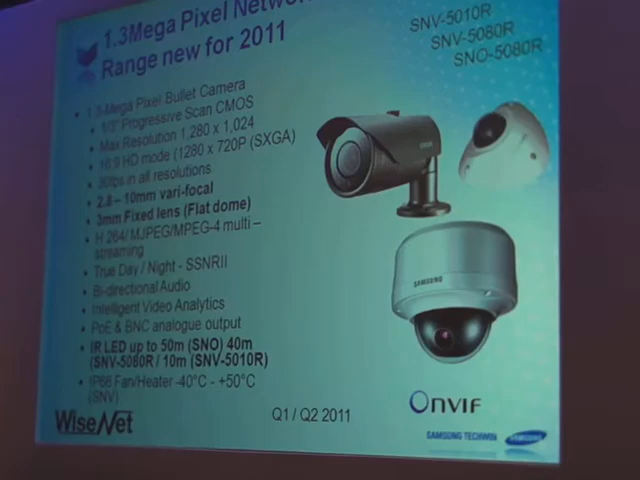 1.3Mega Pixel Network
Range new for 2011
SNV-5010R
SNV-5080R
SNO-5080R
1.3-Mega Pixel Bullet Camera
1/3" Progressive Scan CMOS
Max Resolution 1,280 x 1,024
16:9 HD mode (1280 x 720P (SXGA)
30fps in all resolutions
2.8 – 10mm vari-focal
3mm Fixed lens (Flat dome)
H.264/ MJPEG/MPEG-4 multi –
streaming
True Day / Night - SSNRII
Bi-directional Audio
Intelligent Video Analytics
PoE & BNC analogue output
IR LED up to 50m (SNO) 40m
(SNV-5080R / 10m (SNV-5010R)
IP66 Fan/Heater -40°C - +50°C
(SNV)
SAMSUNG
WiseNet
Q1 / Q2 2011
ONVIF
SAMSUNG TECHWIN
SAMSUNG